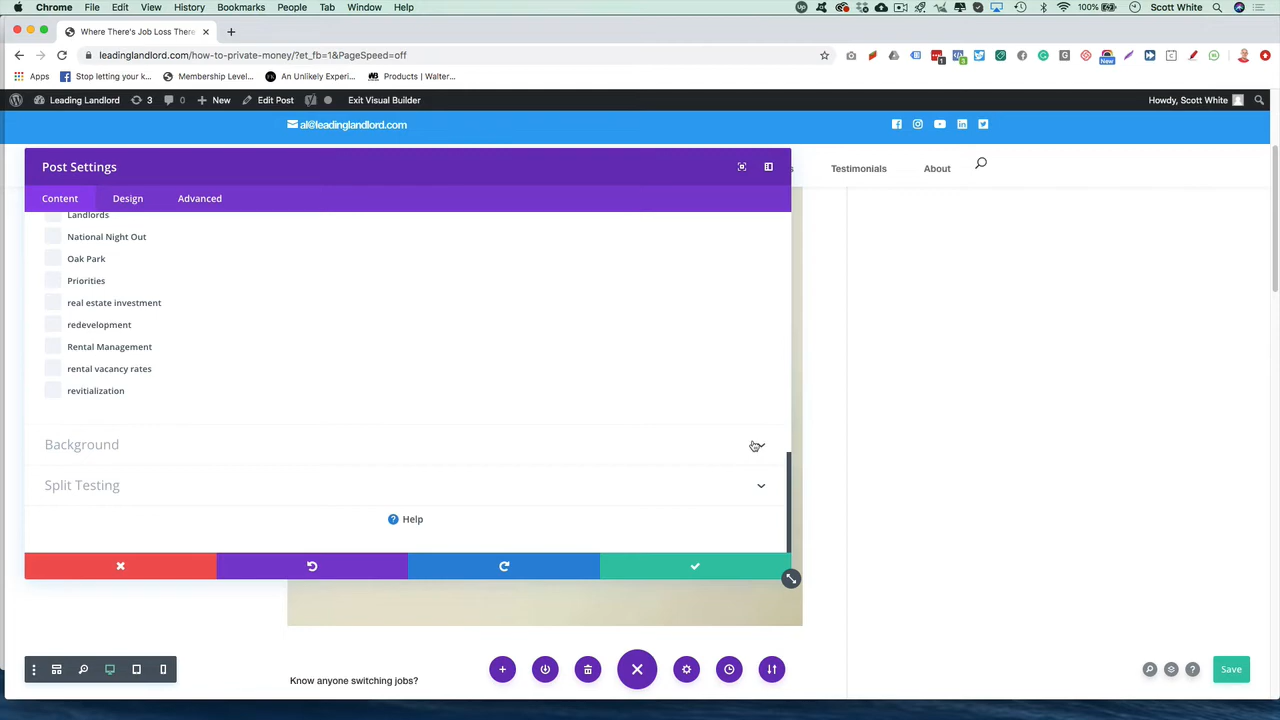 Chrome File Edit View History Bookmarks People Tab Window Help 100% Scott White
Where There's Job Loss There
leadinglandlord.com/how-to-private-money/?et_fb=1&PageSpeed=off
Apps Stop letting your k... Membership Level... An Unlikely Experi... Products | Walter...
Leading Landlord 3 0 New Edit Post Exit Visual Builder Howdy, Scott White
al@leadinglandlord.com
Post Settings
s Testimonials About
Content Design Advanced
Landlords
National Night Out
Oak Park
Priorities
real estate investment
redevelopment
Rental Management
rental vacancy rates
revitialization
Background
Split Testing
Help
Know anyone switching jobs?
Save